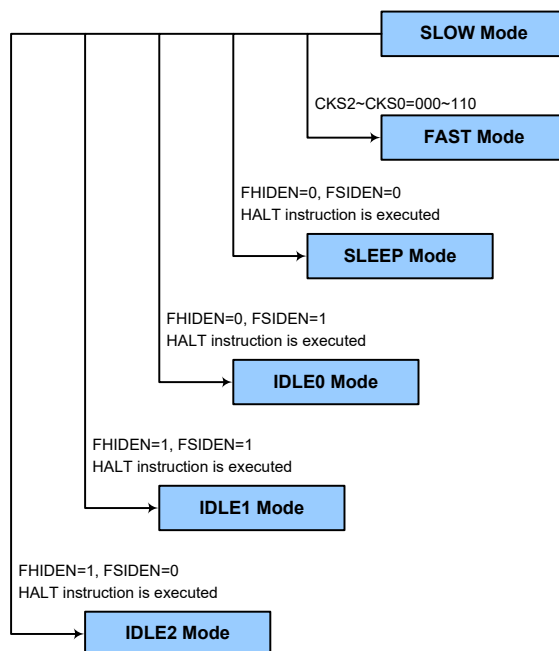 SLOW Mode
CKS2~CKS0=000~110
FAST Mode
FHIDEN=0, FSIDEN=0
HALT instruction is executed
SLEEP Mode
FHIDEN=0, FSIDEN=1
HALT instruction is executed
IDLE0 Mode
FHIDEN=1, FSIDEN=1
HALT instruction is executed
IDLE1 Mode
FHIDEN=1, FSIDEN=0
HALT instruction is executed
IDLE2 Mode